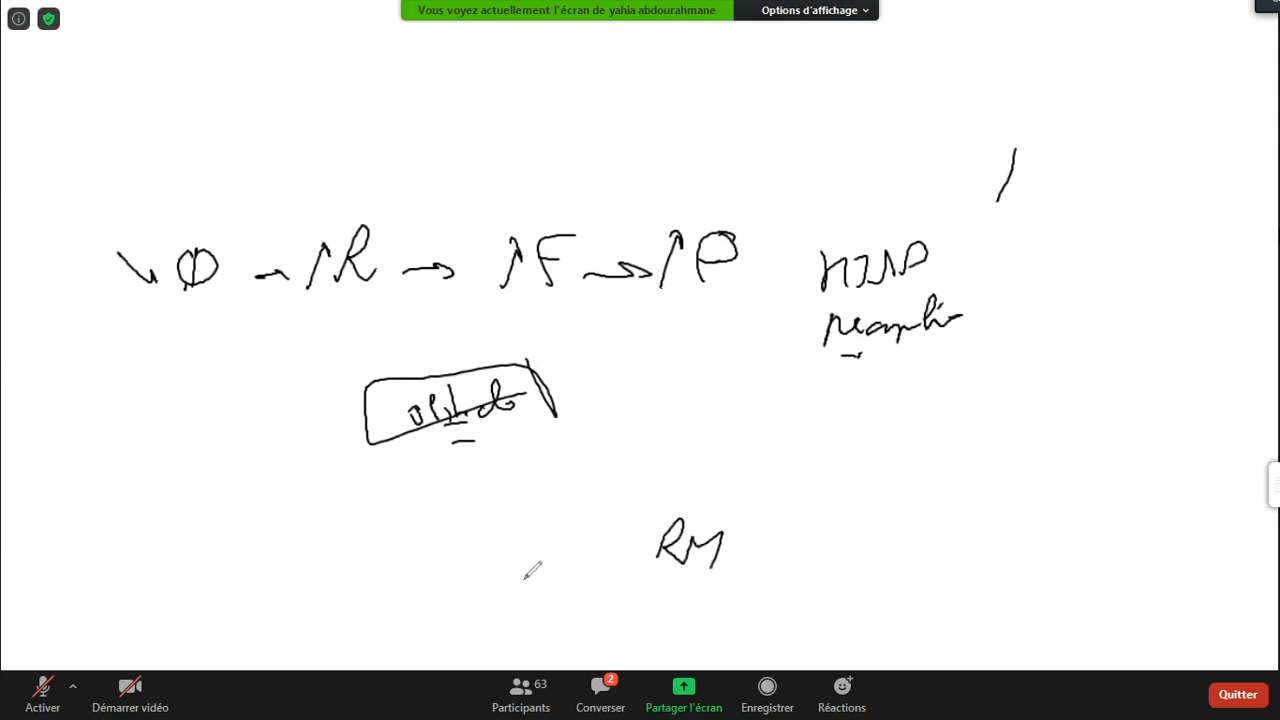 Vous voyez actuellement l'écran de yahia abdourahmane
Options d'affichage
↘ Φ → ↑R → ↑F → ↑P
RM
Activer
Démarrer vidéo
Participants
63
Converser
2
Partager l'écran
Enregistrer
Réactions
Quitter